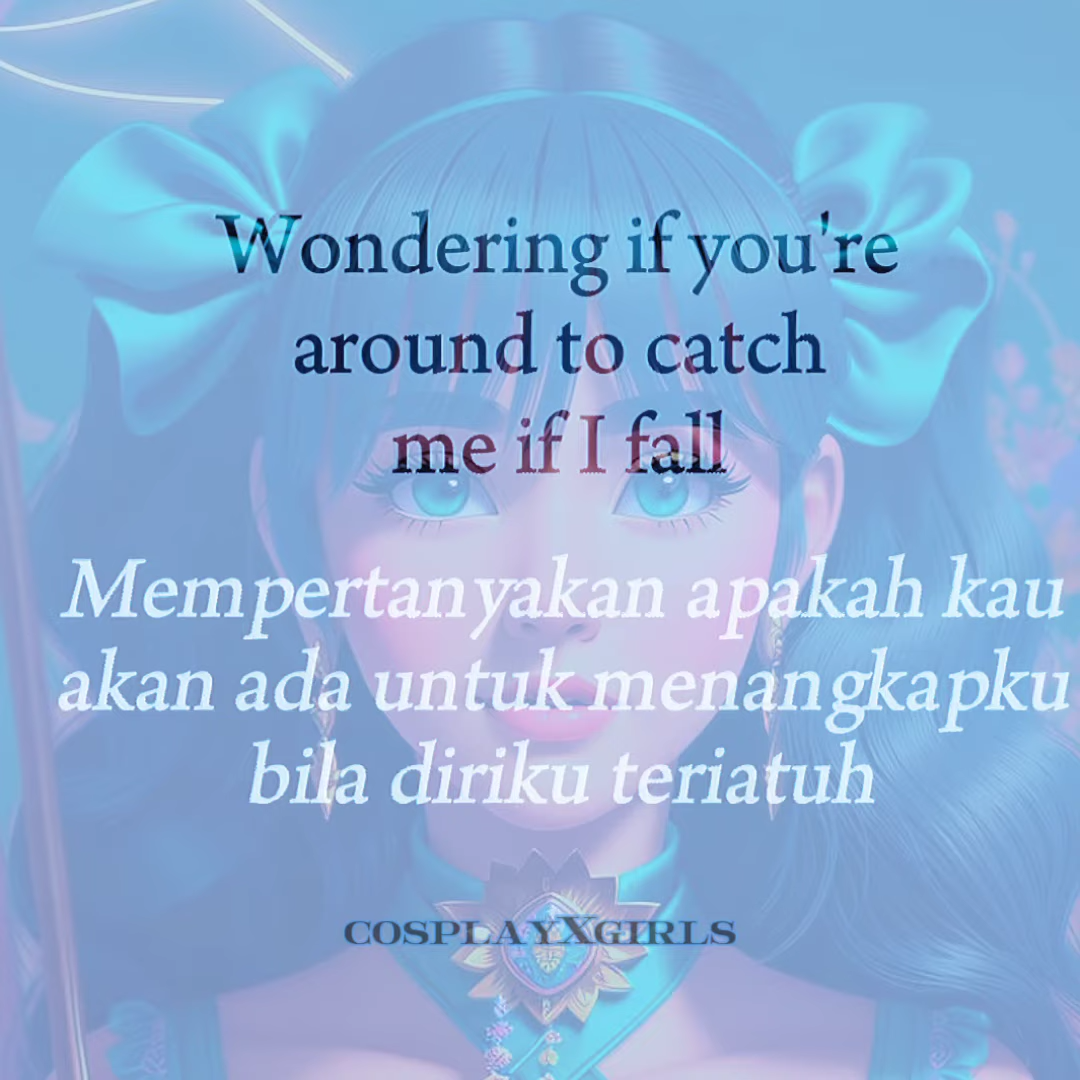 Wondering if you're
around to catch
me if I fall
Mempertanyakan apakah kau
akan ada untuk menangkapku
bila diriku teriatuh
COSPLAYXGIRLS